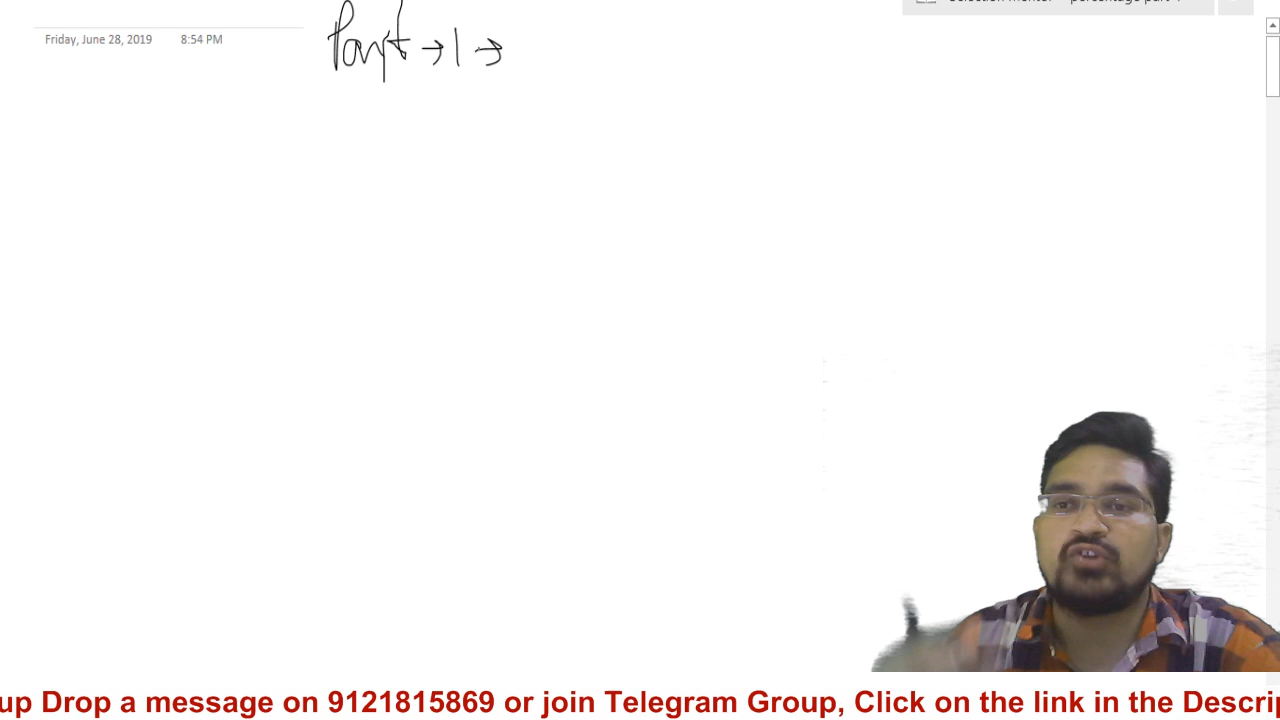 Part → 1 →
Friday, June 28, 2019 8:54 PM
up Drop a message on 9121815869 or join Telegram Group, Click on the link in the Descrip